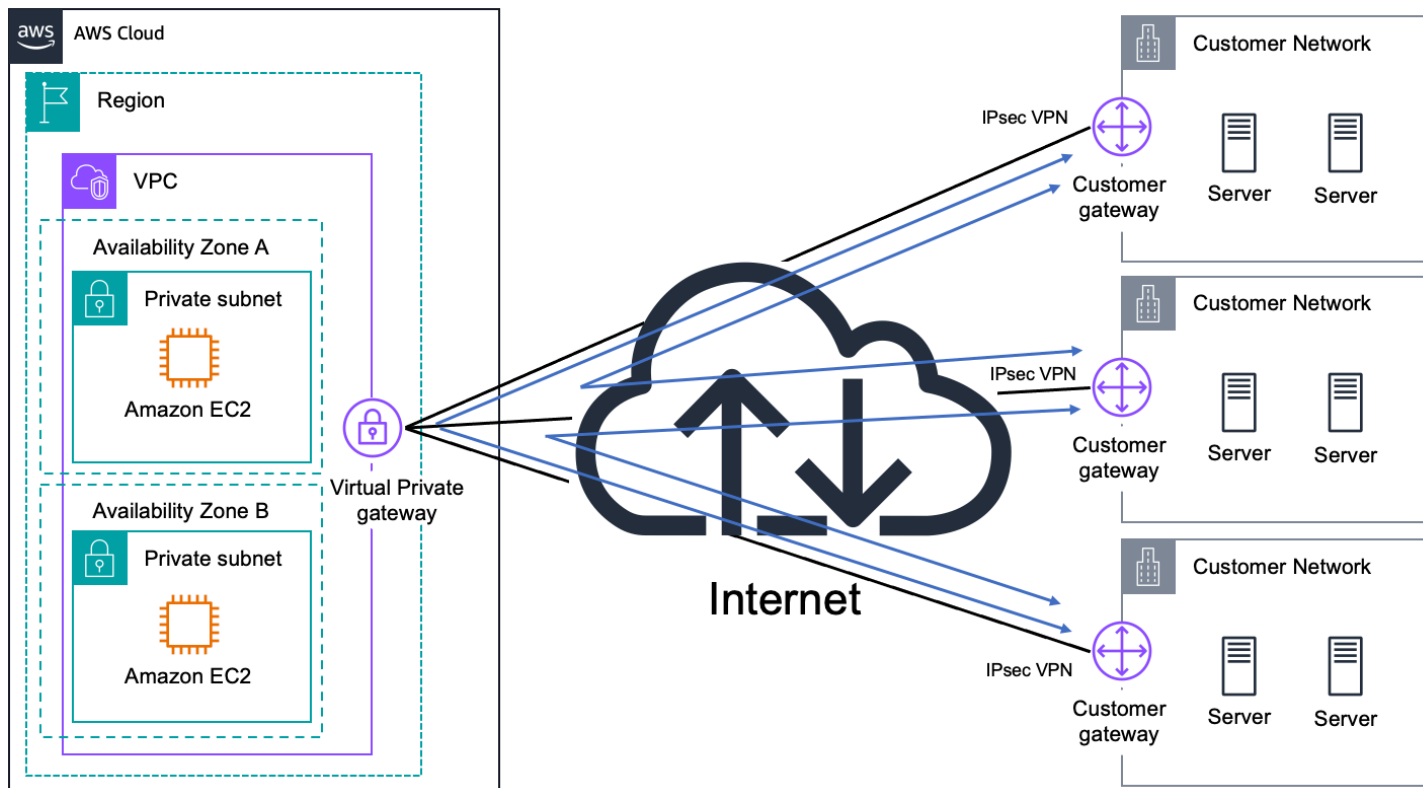 aws
AWS Cloud
Region
VPC
Availability Zone A
Private subnet
Amazon EC2
Availability Zone B
Private subnet
Amazon EC2
Virtual Private
gateway
Internet
IPsec VPN
Customer Network
Customer
gateway
Server
Server
IPsec VPN
Customer Network
Customer
gateway
Server
Server
IPsec VPN
Customer Network
Customer
gateway
Server
Server